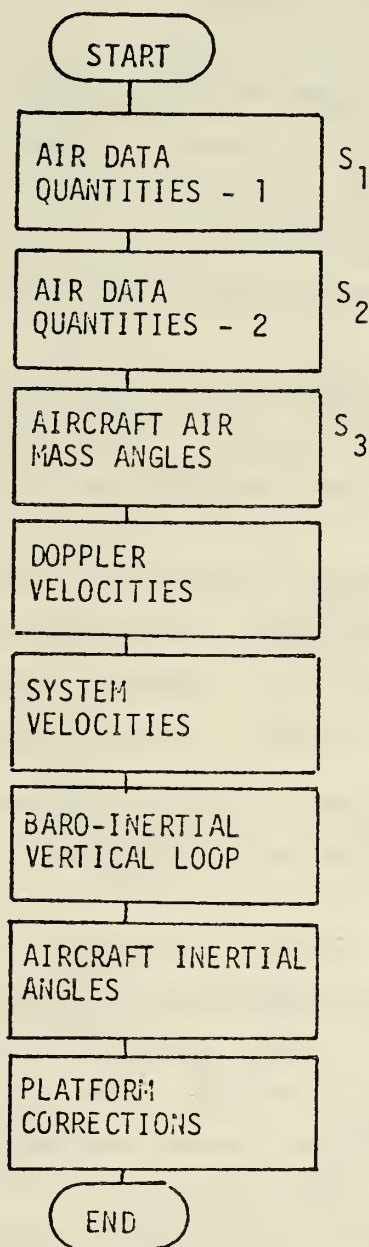 START
AIR DATA
QUANTITIES - 1
S1
AIR DATA
QUANTITIES - 2
S2
AIRCRAFT AIR
MASS ANGLES
S3
DOPPLER
VELOCITIES
SYSTEM
VELOCITIES
BARO-INERTIAL
VERTICAL LOOP
AIRCRAFT INERTIAL
ANGLES
PLATFORM
CORRECTIONS
END